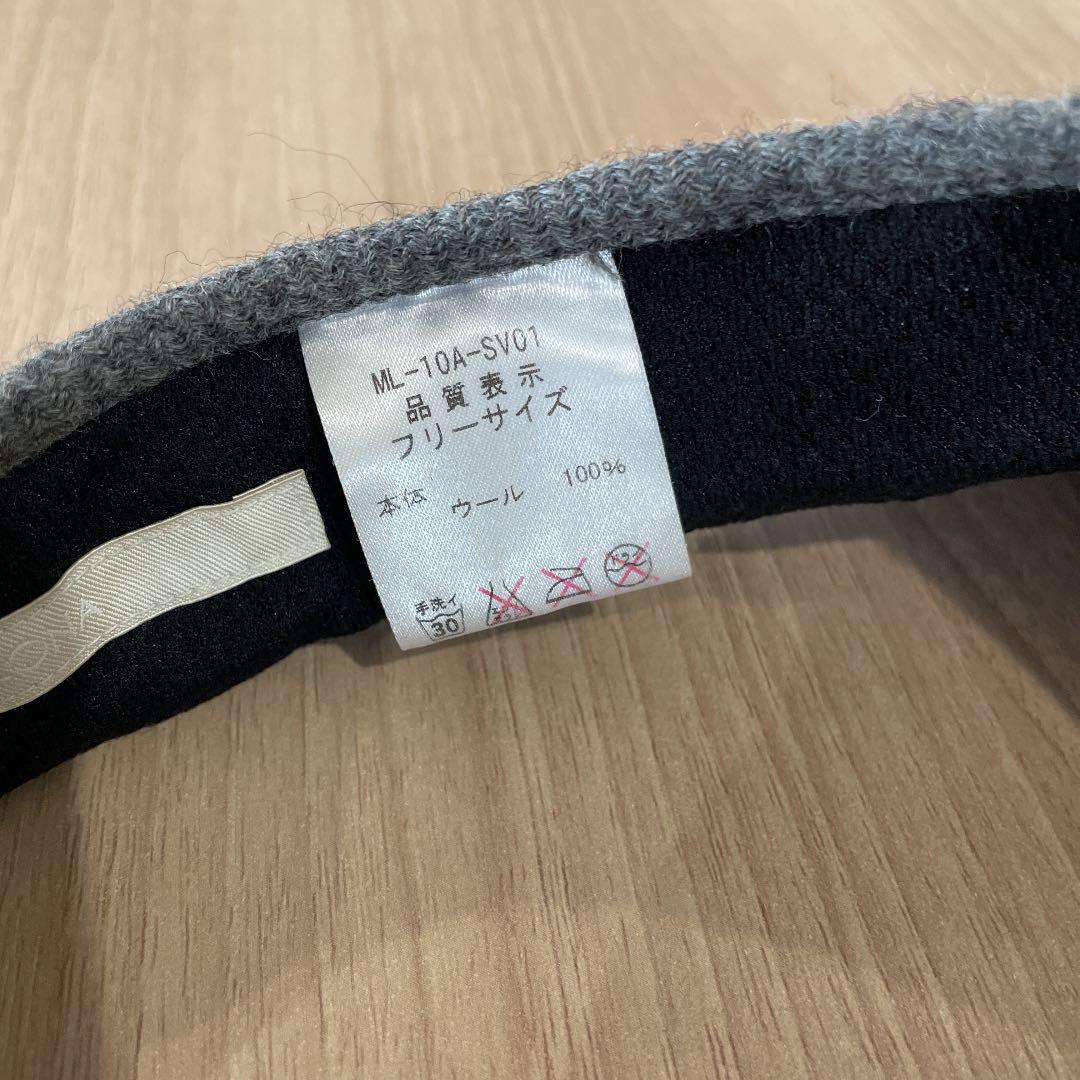 ML-10A-SV01
品質表示
フリーサイズ
本体 ウール 100%
手洗イ
30